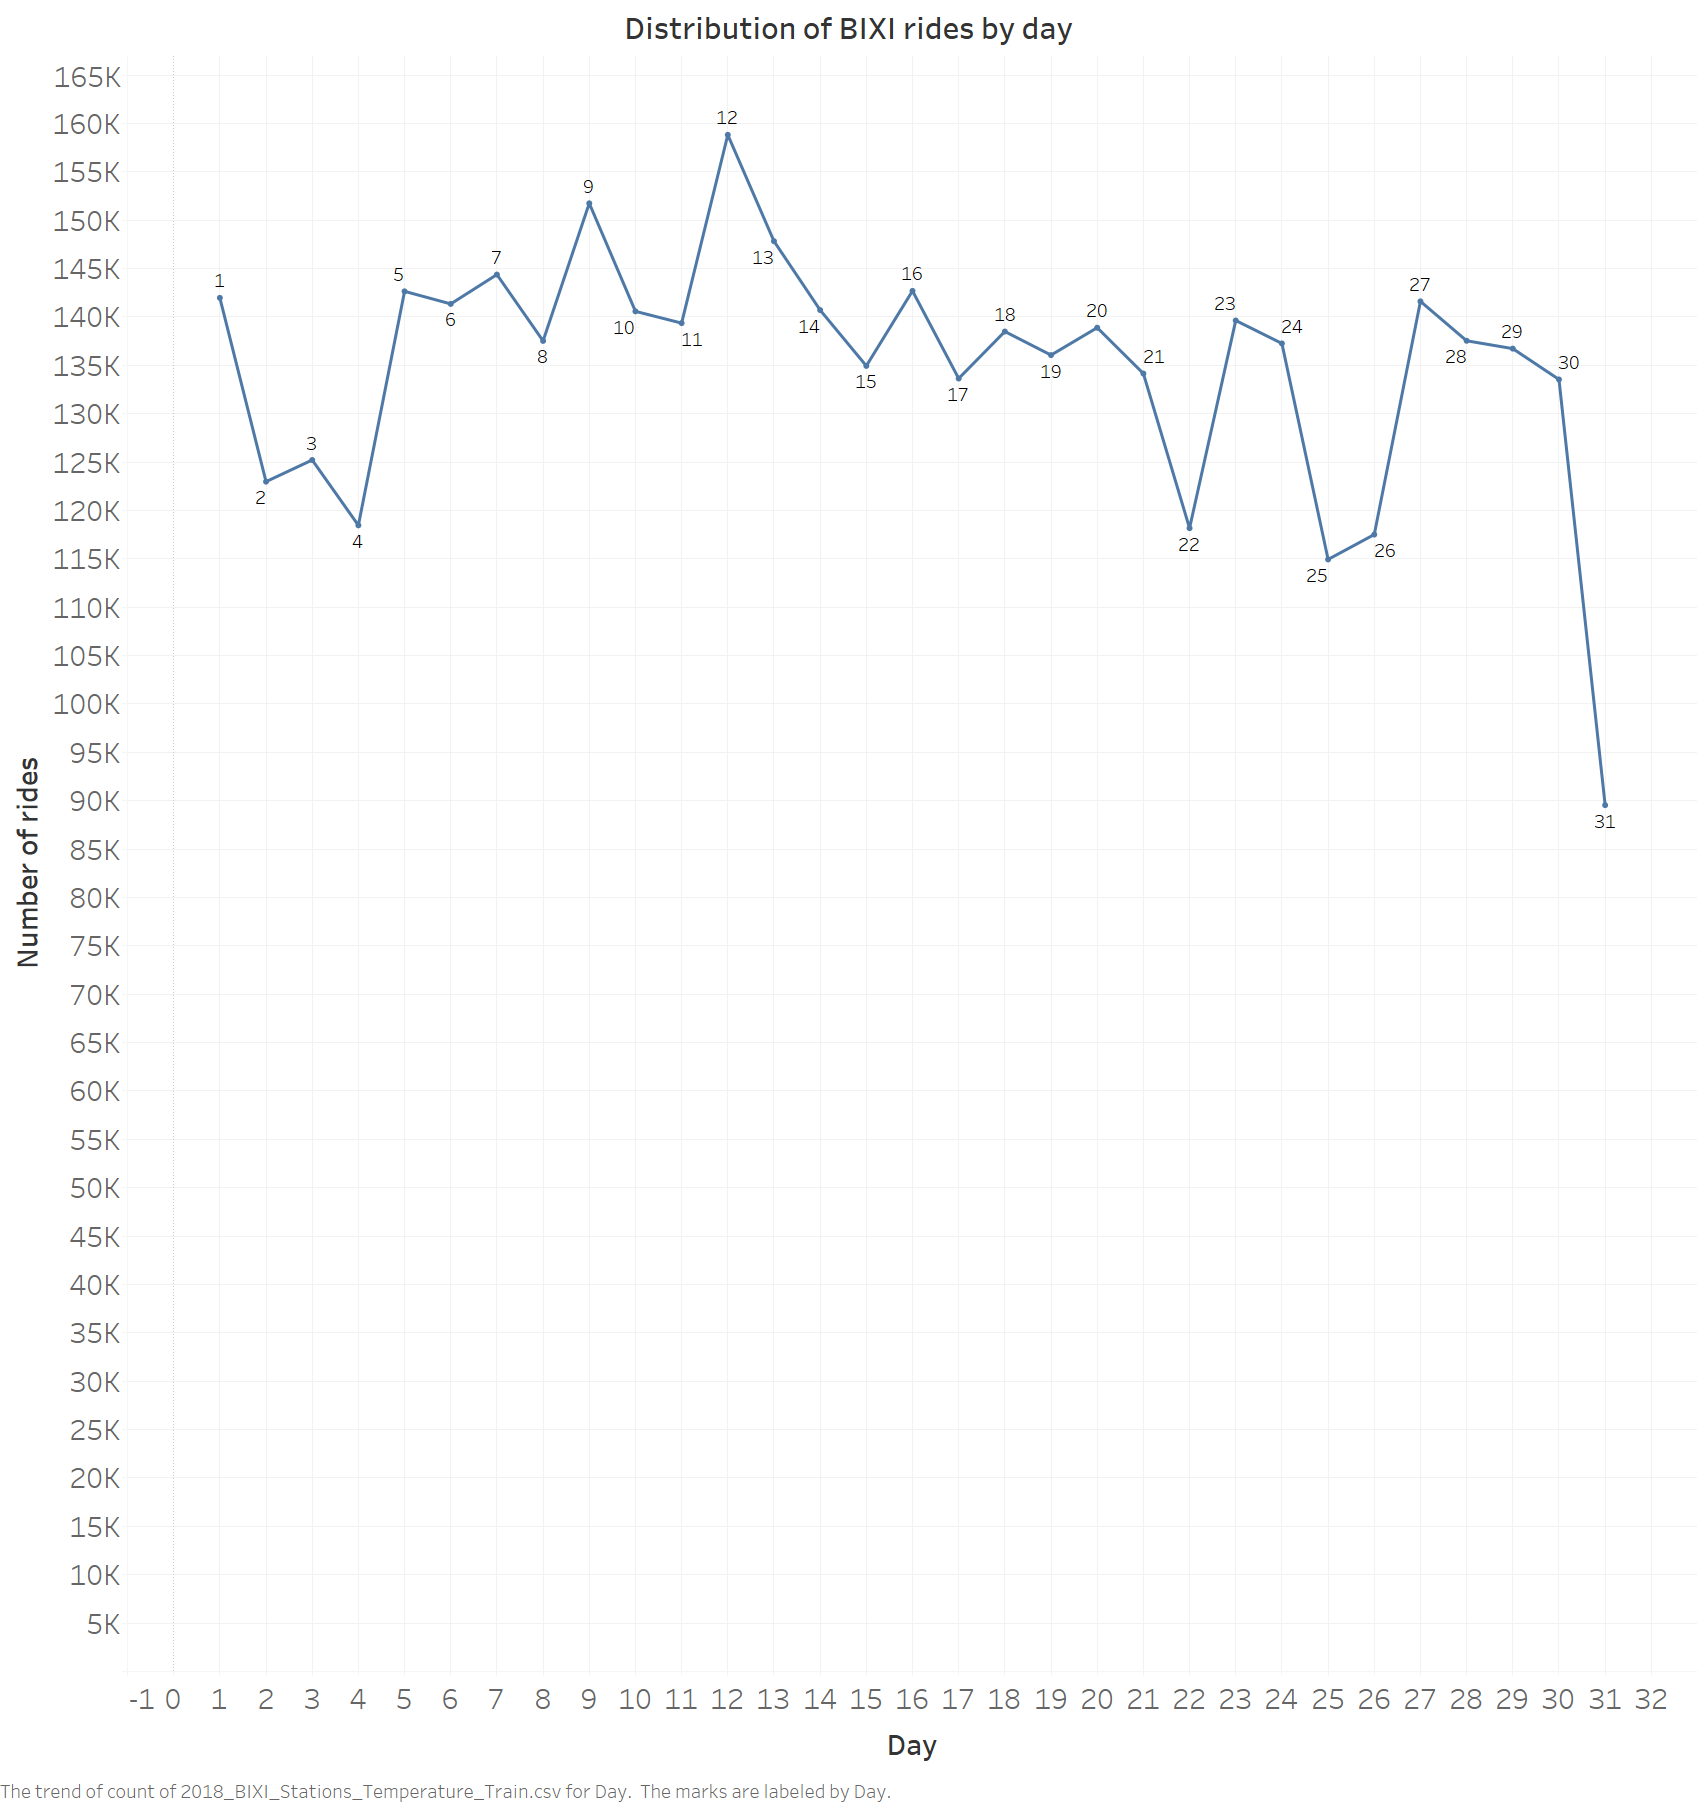 Distribution of BIXI rides by day
165K
160K
155K
150K
145K
140K
135K
130K
125K
120K
115K
110K
105K
100K
95K
90K
85K
80K
75K
70K
65K
60K
55K
50K
45K
40K
35K
30K
25K
20K
15K
10K
5K
Number of rides
1
2
3
4
5
6
7
8
9
10
11
12
13
14
15
16
17
18
19
20
21
22
23
24
25
26
27
28
29
30
31
-1 0 1 2 3 4 5 6 7 8 9 10 11 12 13 14 15 16 17 18 19 20 21 22 23 24 25 26 27 28 29 30 31 32
Day
The trend of count of 2018_BIXI_Stations_Temperature_Train.csv for Day. The marks are labeled by Day.